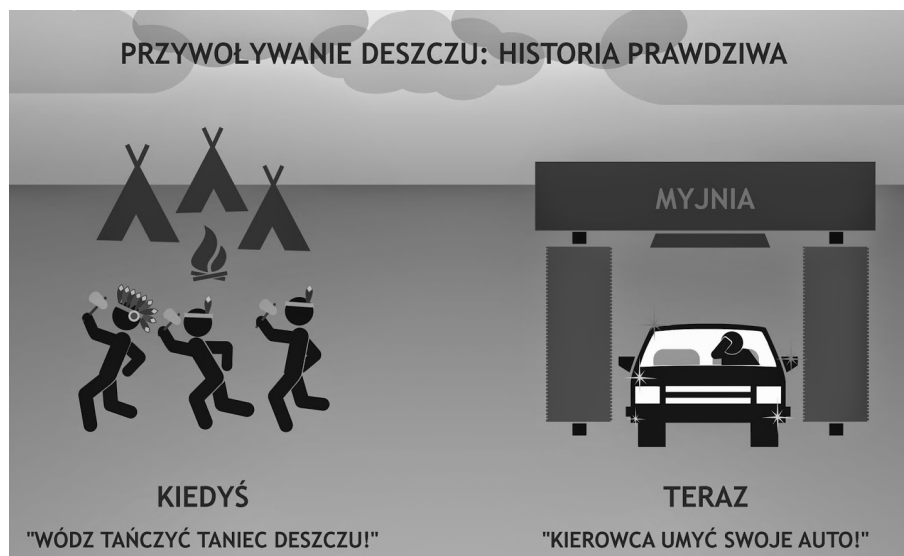 PRZYWOŁYWANIE DESZCZU: HISTORIA PRAWDZIWA
MYJNIA
KIEDYŚ
TERAZ
"WÓDZ TAŃCZYĆ TANIEC DESZCZU!"
"KIEROWCA UMYĆ SWOJE AUTO!"